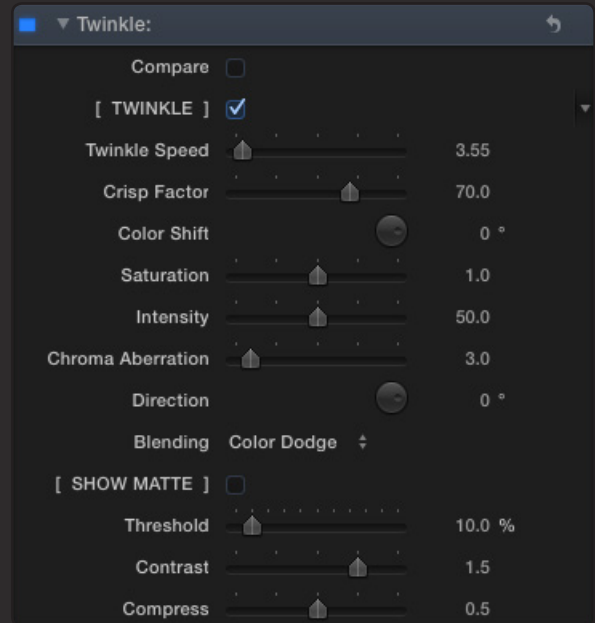 Twinkle:
Compare
[ TWINKLE ]
Twinkle Speed 3.55
Crisp Factor 70.0
Color Shift 0 °
Saturation 1.0
Intensity 50.0
Chroma Aberration 3.0
Direction 0 °
Blending Color Dodge
[ SHOW MATTE ]
Threshold 10.0 %
Contrast 1.5
Compress 0.5